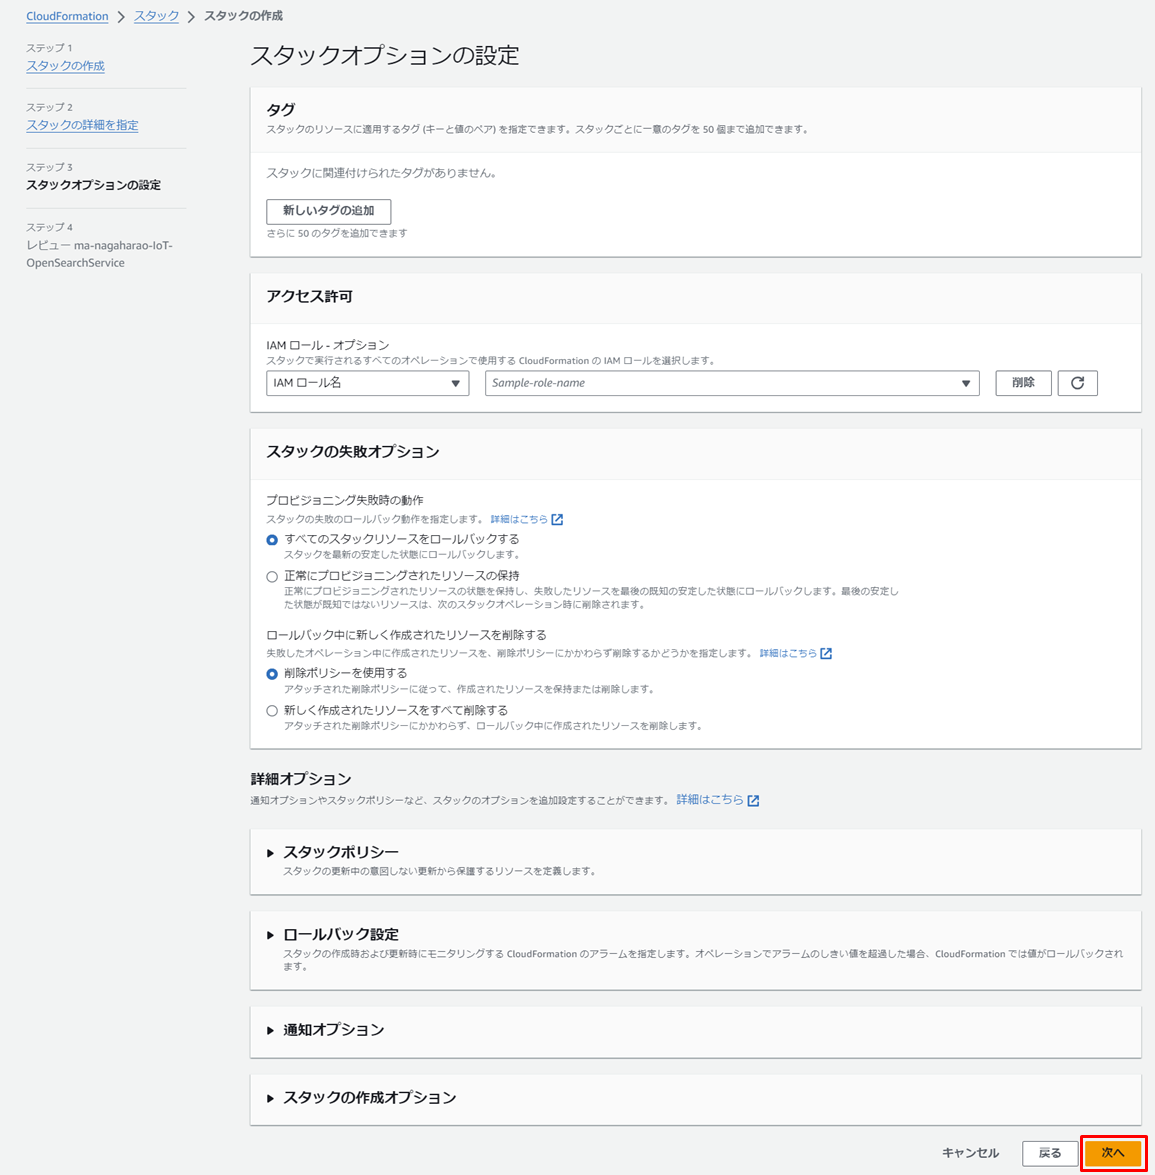 CloudFormation > スタック > スタックの作成
ステップ 1
スタックの作成
ステップ 2
スタックの詳細を指定
ステップ 3
スタックオプションの設定
ステップ 4
レビュー ma-nagaharao-IoT-
OpenSearchService
スタックオプションの設定
タグ
スタックのリソースに適用するタグ (キーと値のペア) を指定できます。スタックごとに一意のタグを 50 個まで追加できます。
スタックに関連付けられたタグがありません。
新しいタグの追加
さらに 50 のタグを追加できます
アクセス許可
IAM ロール - オプション
スタックで実行されるすべてのオペレーションで使用する CloudFormation の IAM ロールを選択します。
IAM ロール名
Sample-role-name
削除
スタックの失敗オプション
プロビジョニング失敗時の動作
スタックの失敗のロールバック動作を指定します。 詳細はこちら
すべてのスタックリソースをロールバックする
スタックを最新の安定した状態にロールバックします。
正常にプロビジョニングされたリソースの保持
正常にプロビジョニングされたリソースの状態を保持し、失敗したリソースを最後の既知の安定した状態にロールバックします。最後の安定し
た状態が既知ではないリソースは、次のスタックオペレーション時に削除されます。
ロールバック中に新しく作成されたリソースを削除する
失敗したオペレーション中に作成されたリソースを、削除ポリシーにかかわらず削除するかどうかを指定します。 詳細はこちら
削除ポリシーを使用する
アタッチされた削除ポリシーに従って、作成されたリソースを保持または削除します。
新しく作成されたリソースをすべて削除する
アタッチされた削除ポリシーにかかわらず、ロールバック中に作成されたリソースを削除します。
詳細オプション
通知オプションやスタックポリシーなど、スタックのオプションを追加設定することができます。 詳細はこちら
スタックポリシー
スタックの更新中の意図しない更新から保護するリソースを定義します。
ロールバック設定
スタックの作成時および更新時にモニタリングする CloudFormation のアラームを指定します。オペレーションでアラームのしきい値を超過した場合、CloudFormation では値がロールバックされ
ます。
通知オプション
スタックの作成オプション
キャンセル
戻る
次へ